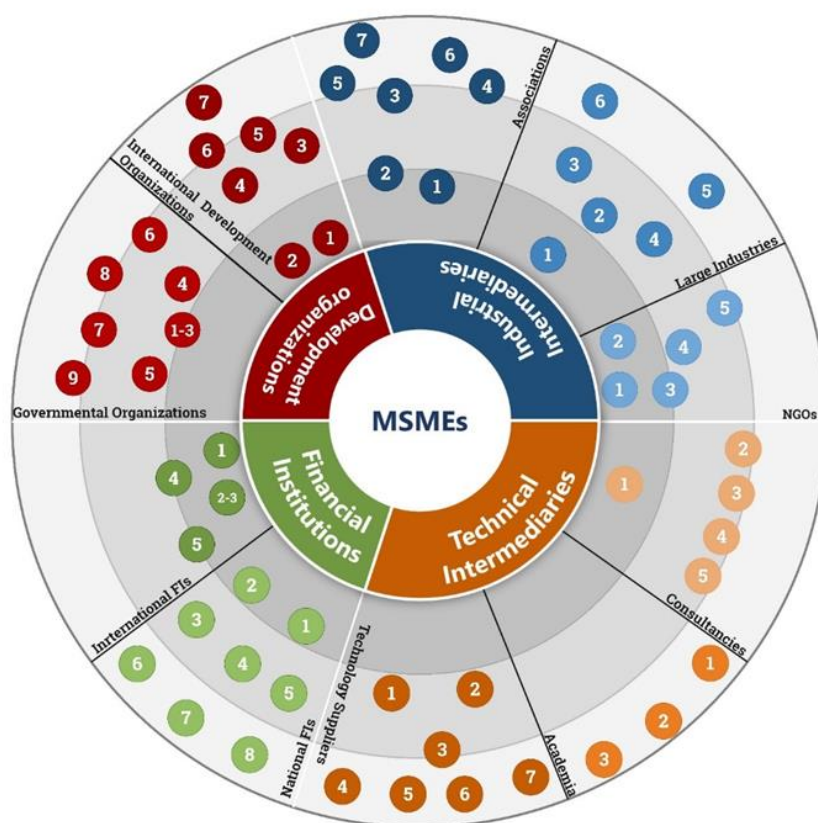 7
6
5
3
4
2
1
Associations
6
3
5
2
4
1
Large Industries
5
2
4
1
3
NGOs
7
5
3
6
4
1
2
International Development
Organizations
6
8
4
7
1-3
9
5
Governmental Organizations
Development
organizations
Industrial
Intermediaries
MSMEs
Financial
Institutions
Technical
Intermediaries
1
4
2-3
5
Inrternational FIs
2
1
3
4
5
6
7
8
National FIs
Technology Suppliers
1
2
3
4
5
6
7
Academia
1
2
3
Consultancies
2
1
3
4
5